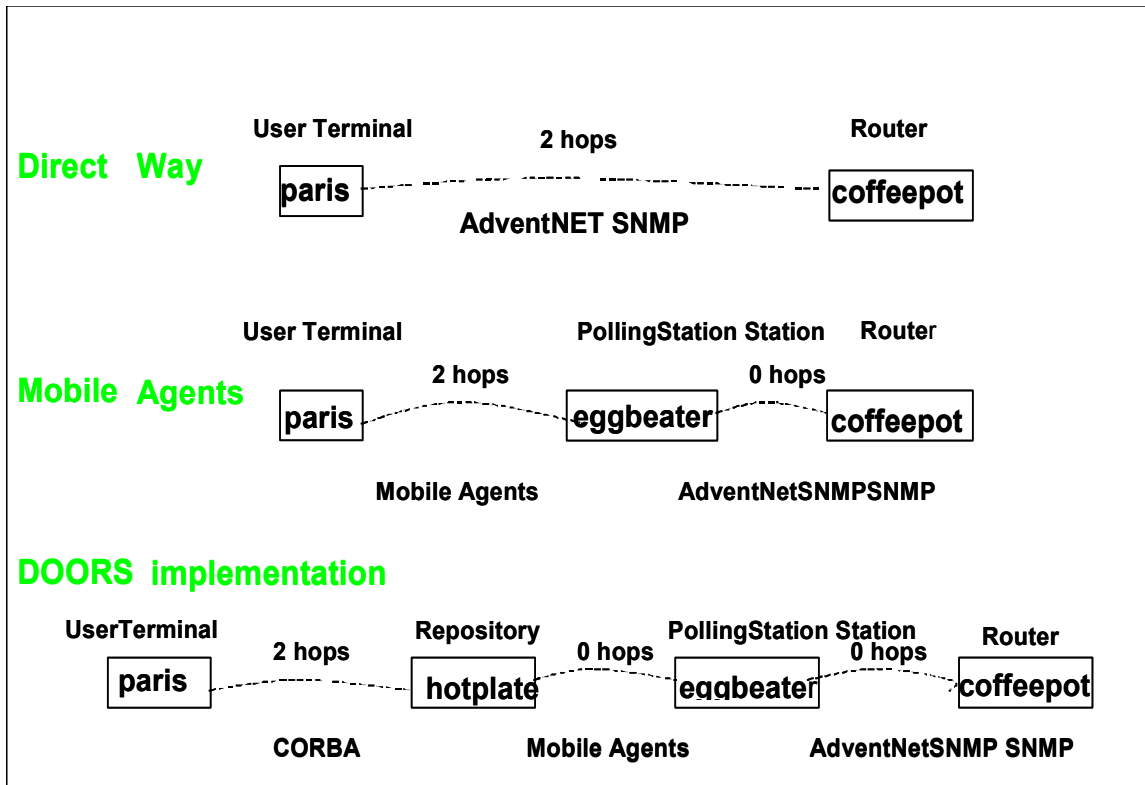 User Terminal
2 hops
Router
Direct Way
paris
coffeepot
AdventNET SNMP
User Terminal
PollingStation Station
Router
2 hops
0 hops
Mobile Agents
paris
eggbeater
coffeepot
Mobile Agents
AdventNetSNMPSNMP
DOORS implementation
UserTerminal
Repository
PollingStation Station
Router
2 hops
0 hops
0 hops
paris
hotplate
eggbeater
coffeepot
CORBA
Mobile Agents
AdventNetSNMP SNMP